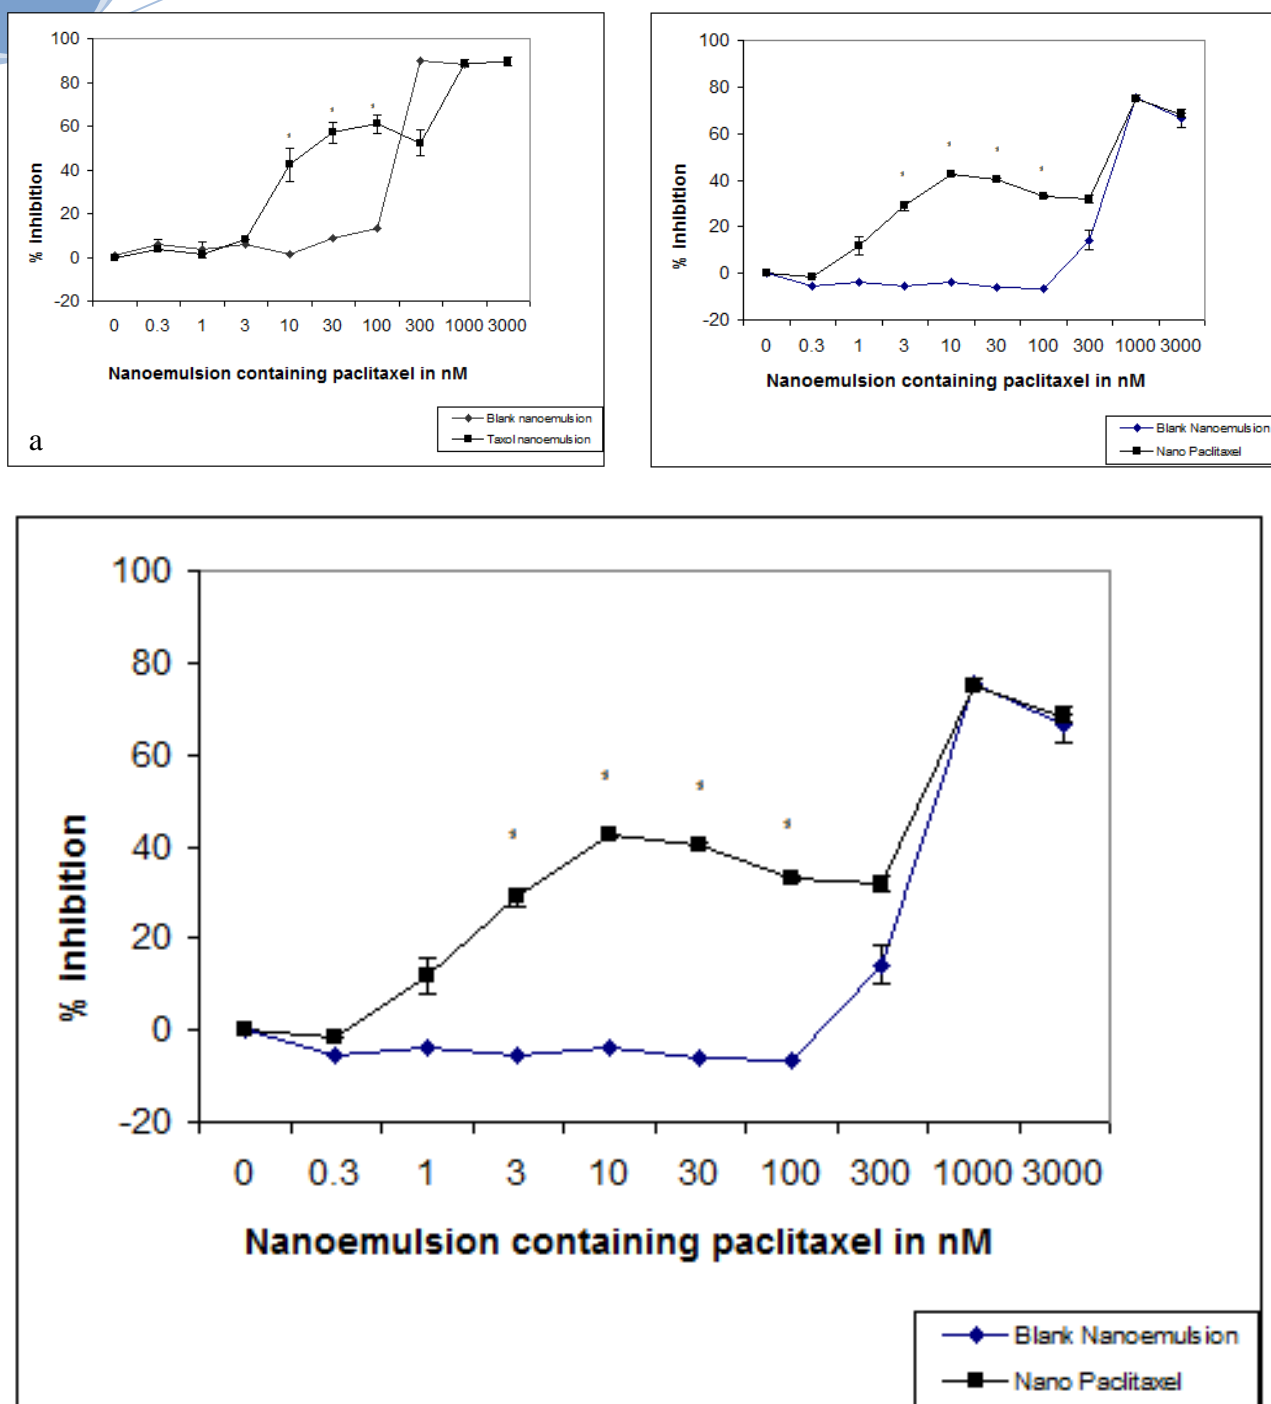 100
80
60
40
20
0
-20
% Inhibition
* * *
0 0.3 1 3 10 30 100 300 1000 3000
Nanoemulsion containing paclitaxel in nM
Blank nanoemulsion
Taxol nanoemulsion
a
100
80
60
40
20
0
-20
% Inhibition
* * * *
0 0.3 1 3 10 30 100 300 1000 3000
Nanoemulsion containing paclitaxel in nM
Blank Nanoemulsion
Nano Paclitaxel
100
80
60
40
20
0
-20
% Inhibition
* * * *
0 0.3 1 3 10 30 100 300 1000 3000
Nanoemulsion containing paclitaxel in nM
Blank Nanoemulsion
Nano Paclitaxel